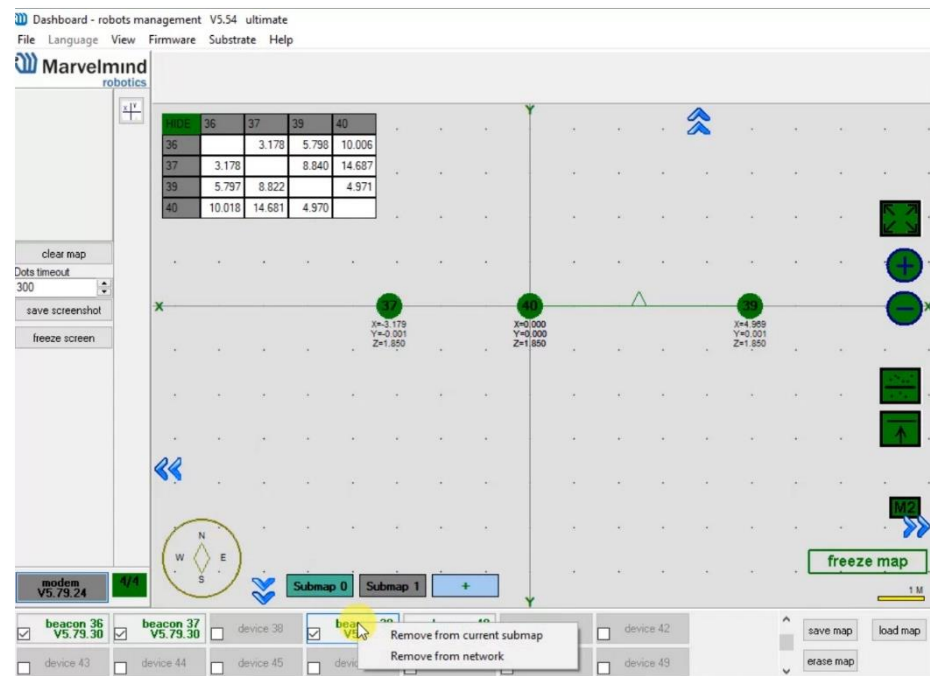 Dashboard - robots management V5.54 ultimate
File Language View Firmware Substrate Help
Marvelmind
robotics
HIDE 36 37 39 40
36 3.178 5.798 10.006
37 3.178 8.840 14.687
39 5.797 8.822 4.971
40 10.018 14.681 4.970
Y
clear map
Dots timeout
300
save screenshot
freeze screen
X
37
X=-3.179
Y=-0.001
Z=1.850
40
X=0.000
Y=0.000
Z=1.850
39
X=4.969
Y=0.001
Z=1.850
X
M2
N
W E
S
freeze map
1 M
modem
V5.79.24
4/4
Submap 0 Submap 1 +
Y
beacon 36
V5.79.30
beacon 37
V5.79.30
device 38
device 42
Remove from current submap
Remove from network
save map load map
device 43 device 44 device 45
device 49
erase map